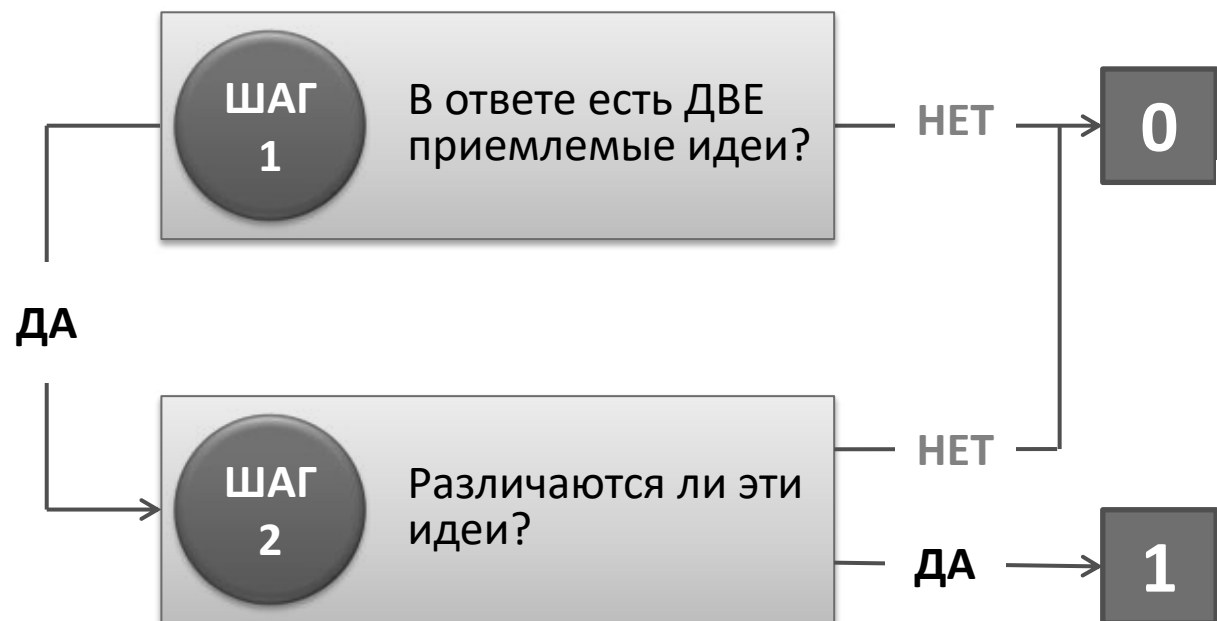 ШАГ
1
В ответе есть ДВЕ
приемлемые идеи?
НЕТ
0
ДА
ШАГ
2
Различаются ли эти
идеи?
НЕТ
ДА
1